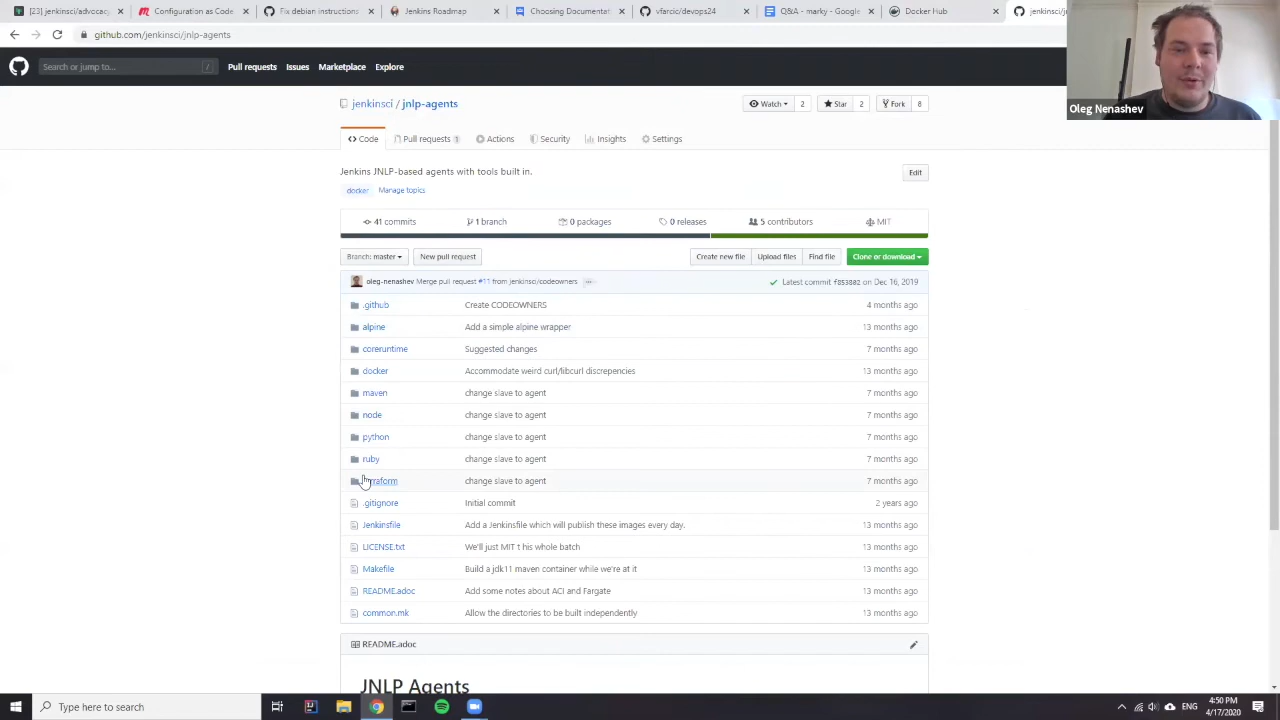 [23] jenkinsci/advocacy
Configuration as Code
Fix debian instructions
Jenkins Roadmap
Choosing Documentat
vfarcic/devops24
Q&A - marky - Google
Docker Hub
jenkinsci/jn
github.com/jenkinsci/jnlp-agents
Search or jump to...
/
Pull requests
Issues
Marketplace
Explore
Oleg Nenashev
jenkinsci / jnlp-agents
Watch 2
Star 2
Fork 8
Code
Pull requests 1
Actions
Security
Insights
Settings
Jenkins JNLP-based agents with tools built in.
Edit
docker
Manage topics
41 commits
1 branch
0 packages
0 releases
5 contributors
MIT
Branch: master
New pull request
Create new file
Upload files
Find file
Clone or download
oleg-nenashev Merge pull request #11 from jenkinsci/codeowners
Latest commit f853882 on Dec 16, 2019
.github Create CODEOWNERS 4 months ago
alpine Add a simple alpine wrapper 13 months ago
coreruntime Suggested changes 7 months ago
docker Accommodate weird curl/libcurl discrepencies 13 months ago
maven change slave to agent 7 months ago
node change slave to agent 7 months ago
python change slave to agent 7 months ago
ruby change slave to agent 7 months ago
terraform change slave to agent 7 months ago
.gitignore Initial commit 2 years ago
Jenkinsfile Add a Jenkinsfile which will publish these images every day. 13 months ago
LICENSE.txt We'll just MIT t his whole batch 13 months ago
Makefile Build a jdk11 maven container while we're at it 13 months ago
README.adoc Add some notes about ACI and Fargate 13 months ago
common.mk Allow the directories to be built independently 13 months ago
README.adoc
JNLP Agents
Type here to search
ENG
4:50 PM
4/17/2020